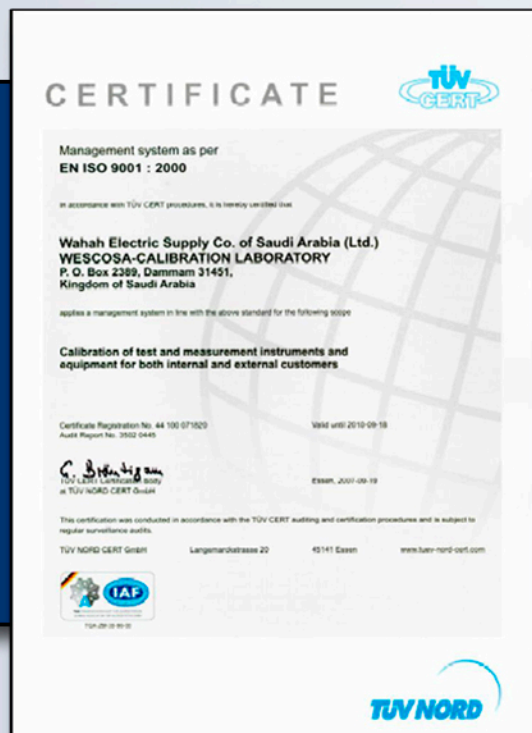 CERTIFICATE
TÜV
CERT
Management system as per
EN ISO 9001 : 2000
in accordance with TÜV CERT procedures, it is hereby certified that
Wahah Electric Supply Co. of Saudi Arabia (Ltd.)
WESCOSA-CALIBRATION LABORATORY
P. O. Box 2389, Dammam 31451,
Kingdom of Saudi Arabia
applies a management system in line with the above standard for the following scope
Calibration of test and measurement instruments and
equipment for both internal and external customers
Certificate Registration No. 44 100 071820
Valid until 2010-09-18
Audit Report No. 3502 0445
TÜV CERT Certification Body
at TÜV NORD CERT GmbH
Essen, 2007-09-19
This certification was conducted in accordance with the TÜV CERT auditing and certification procedures and is subject to
regular surveillance audits.
TÜV NORD CERT GmbH Langemarckstrasse 20 45141 Essen www.tuev-nord-cert.com
IAF
TÜV NORD